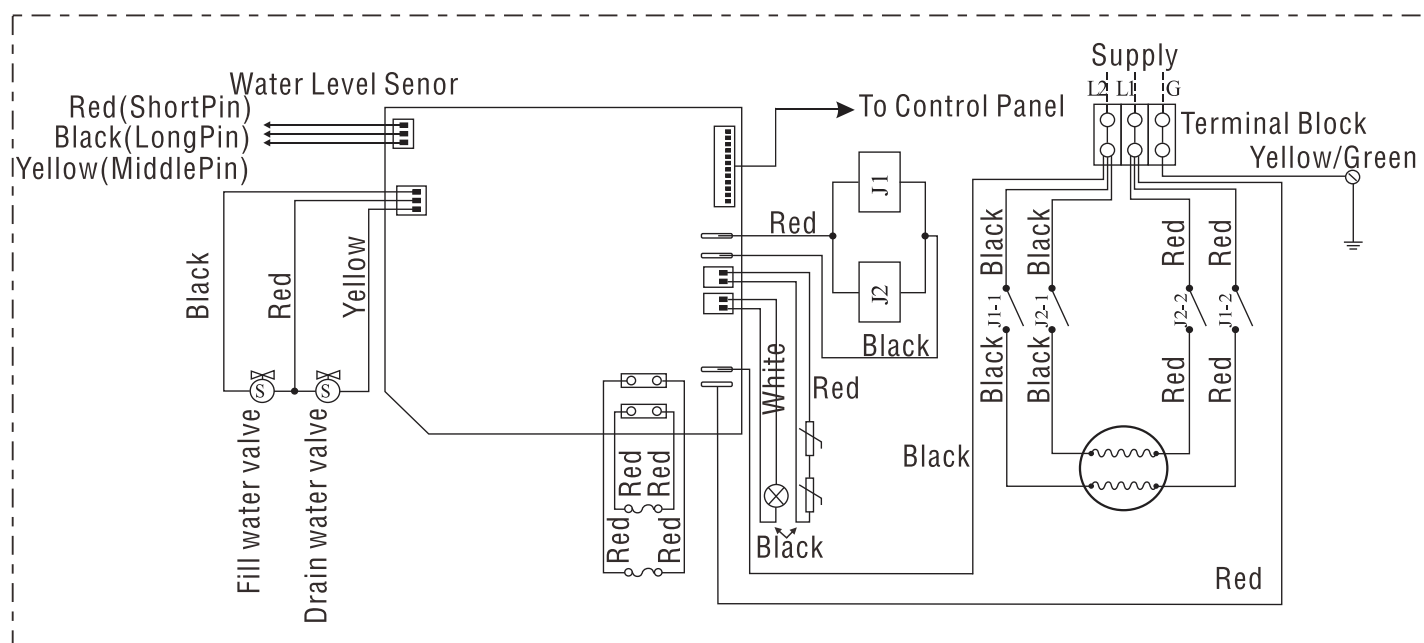 Supply
L2 L1 G
Water Level Senor
Red(ShortPin)
Black(LongPin)
Yellow(MiddlePin)
To Control Panel
Terminal Block
Yellow/Green
J1
Red
J2
Black
Black
Red
Yellow
Black
Black
Red
Red
J1-1
J2-1
J2-2
J1-2
Black
Black
Red
Red
White
Red
S
S
Fill water valve
Drain water valve
Red
Red
Red
Red
Black
Black
Red